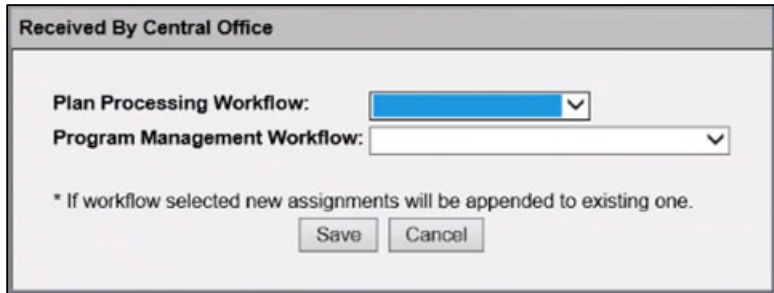 Received By Central Office
Plan Processing Workflow:
Program Management Workflow:
* If workflow selected new assignments will be appended to existing one.
Save Cancel